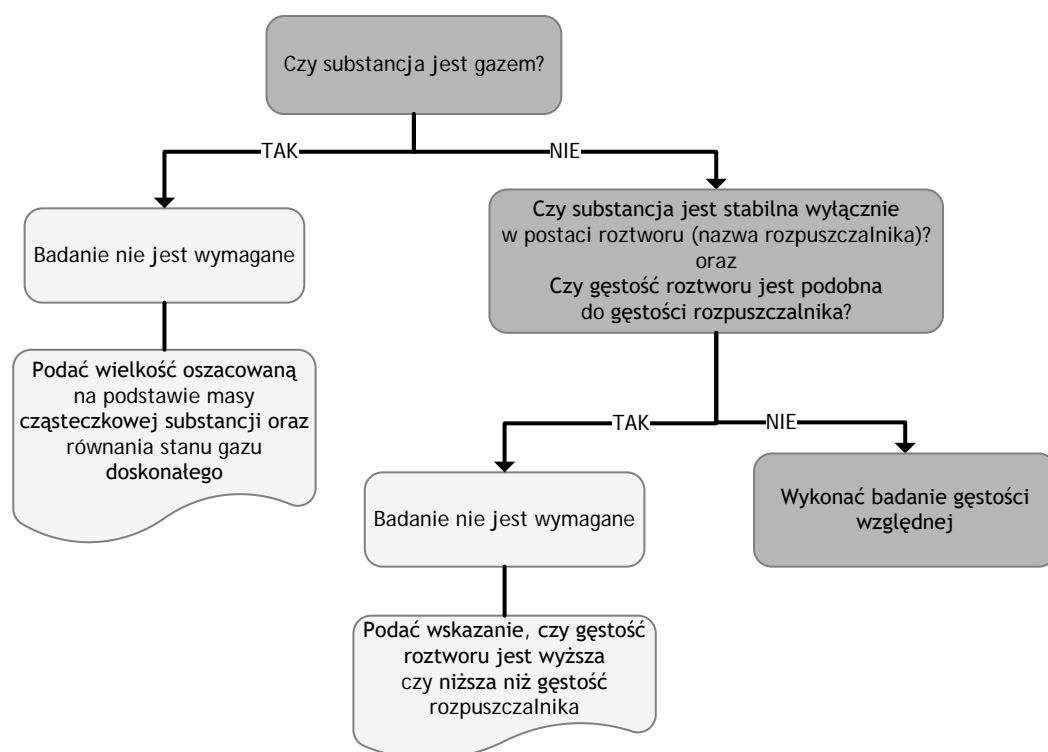 Czy substancja jest gazem?
TAK
NIE
Badanie nie jest wymagane
Czy substancja jest stabilna wyłącznie
w postaci roztworu (nazwa rozpuszczalnika)?
oraz
Czy gęstość roztworu jest podobna
do gęstości rozpuszczalnika?
Podać wielkość oszacowaną
na podstawie masy
cząsteczkowej substancji oraz
równania stanu gazu
doskonałego
TAK
NIE
Badanie nie jest wymagane
Wykonać badanie gęstości
względnej
Podać wskazanie, czy gęstość
roztworu jest wyższa
czy niższa niż gęstość
rozpuszczalnika